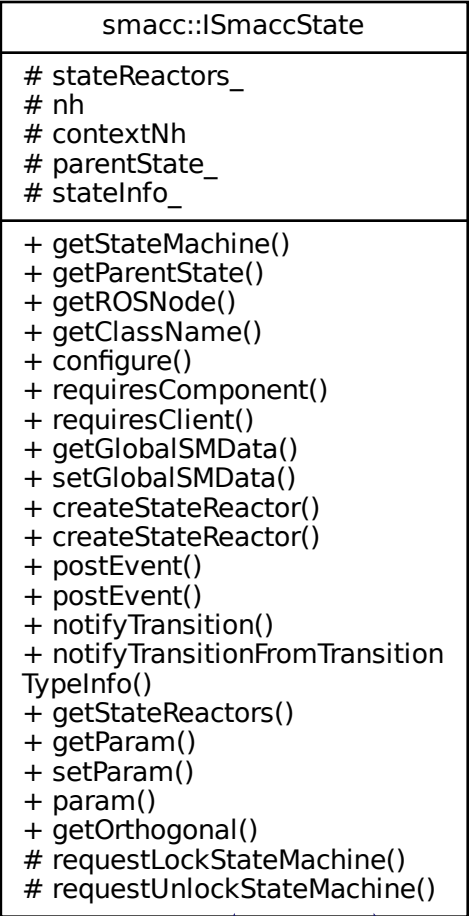 smacc::ISmaccState
# stateReactors_
# nh
# contextNh
# parentState_
# stateInfo_
+ getStateMachine()
+ getParentState()
+ getROSNode()
+ getClassName()
+ configure()
+ requiresComponent()
+ requiresClient()
+ getGlobalSMData()
+ setGlobalSMData()
+ createStateReactor()
+ createStateReactor()
+ postEvent()
+ postEvent()
+ notifyTransition()
+ notifyTransitionFromTransition
TypeInfo()
+ getStateReactors()
+ getParam()
+ setParam()
+ param()
+ getOrthogonal()
# requestLockStateMachine()
# requestUnlockStateMachine()